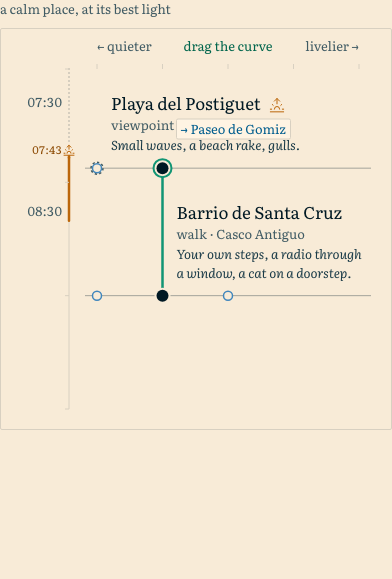 a calm place, at its best light
← quieter
drag the curve
livelier →
07:30
Playa del Postiguet
viewpoint
→ Paseo de Gomiz
07:43
Small waves, a beach rake, gulls.
08:30
Barrio de Santa Cruz
walk · Casco Antiguo
Your own steps, a radio through
a window, a cat on a doorstep.